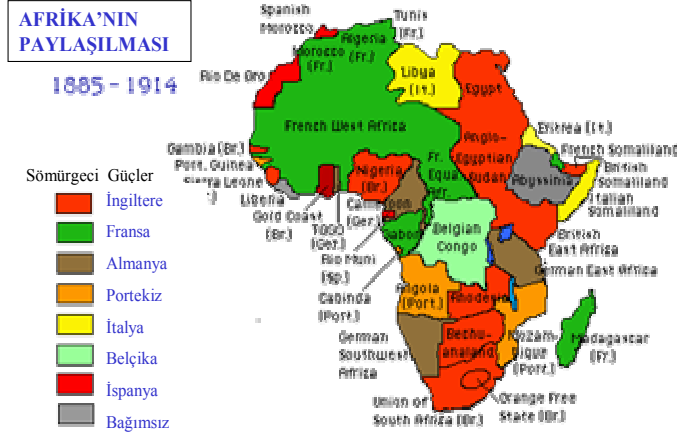 AFRİKA'NIN
PAYLAŞILMASI
1885 - 1914
Sömürgeci Güçler
İngiltere
Fransa
Almanya
Portekiz
İtalya
Belçika
İspanya
Bağımsız
Spanish
Morocco
Tunis
(Fr.)
Morocco
(Fr.)
Algeria
(Fr.)
Libya
(It.)
Egypt
Rio De Oro
French West Africa
Anglo-
Egyptian
Sudan
Eritrea (It.)
French Somaliland
British
Somaliland
Italian
Somaliland
Abyssinia
Gambia (Br.)
Port. Guinea
Sierra Leone
Liberia
Gold Coast
(Br.)
Togo
(Ger.)
Nigeria
(Br.)
Fr.
Equa.
Afr.
(Ger.)
Rio Muni
(Sp.)
Gabon
Cabinda
(Port.)
Belgian
Congo
British
East Africa
German East Africa
Angola
(Port.)
Rhodesia
German
Southwest
Africa
Bechu-
analand
Mozam-
bique
(Port.)
Madagascar
(Fr.)
Union of
South Africa (Br.)
Orange Free
State (Br.)